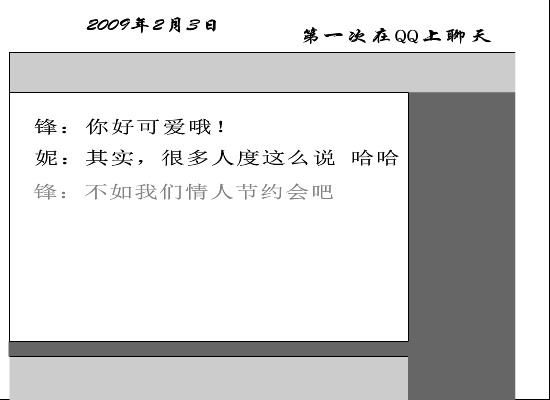 2009年2月3日
第一次在QQ上聊天
锋：你好可爱哦！
妮：其实，很多人度这么说 哈哈
锋：不如我们情人节约会吧